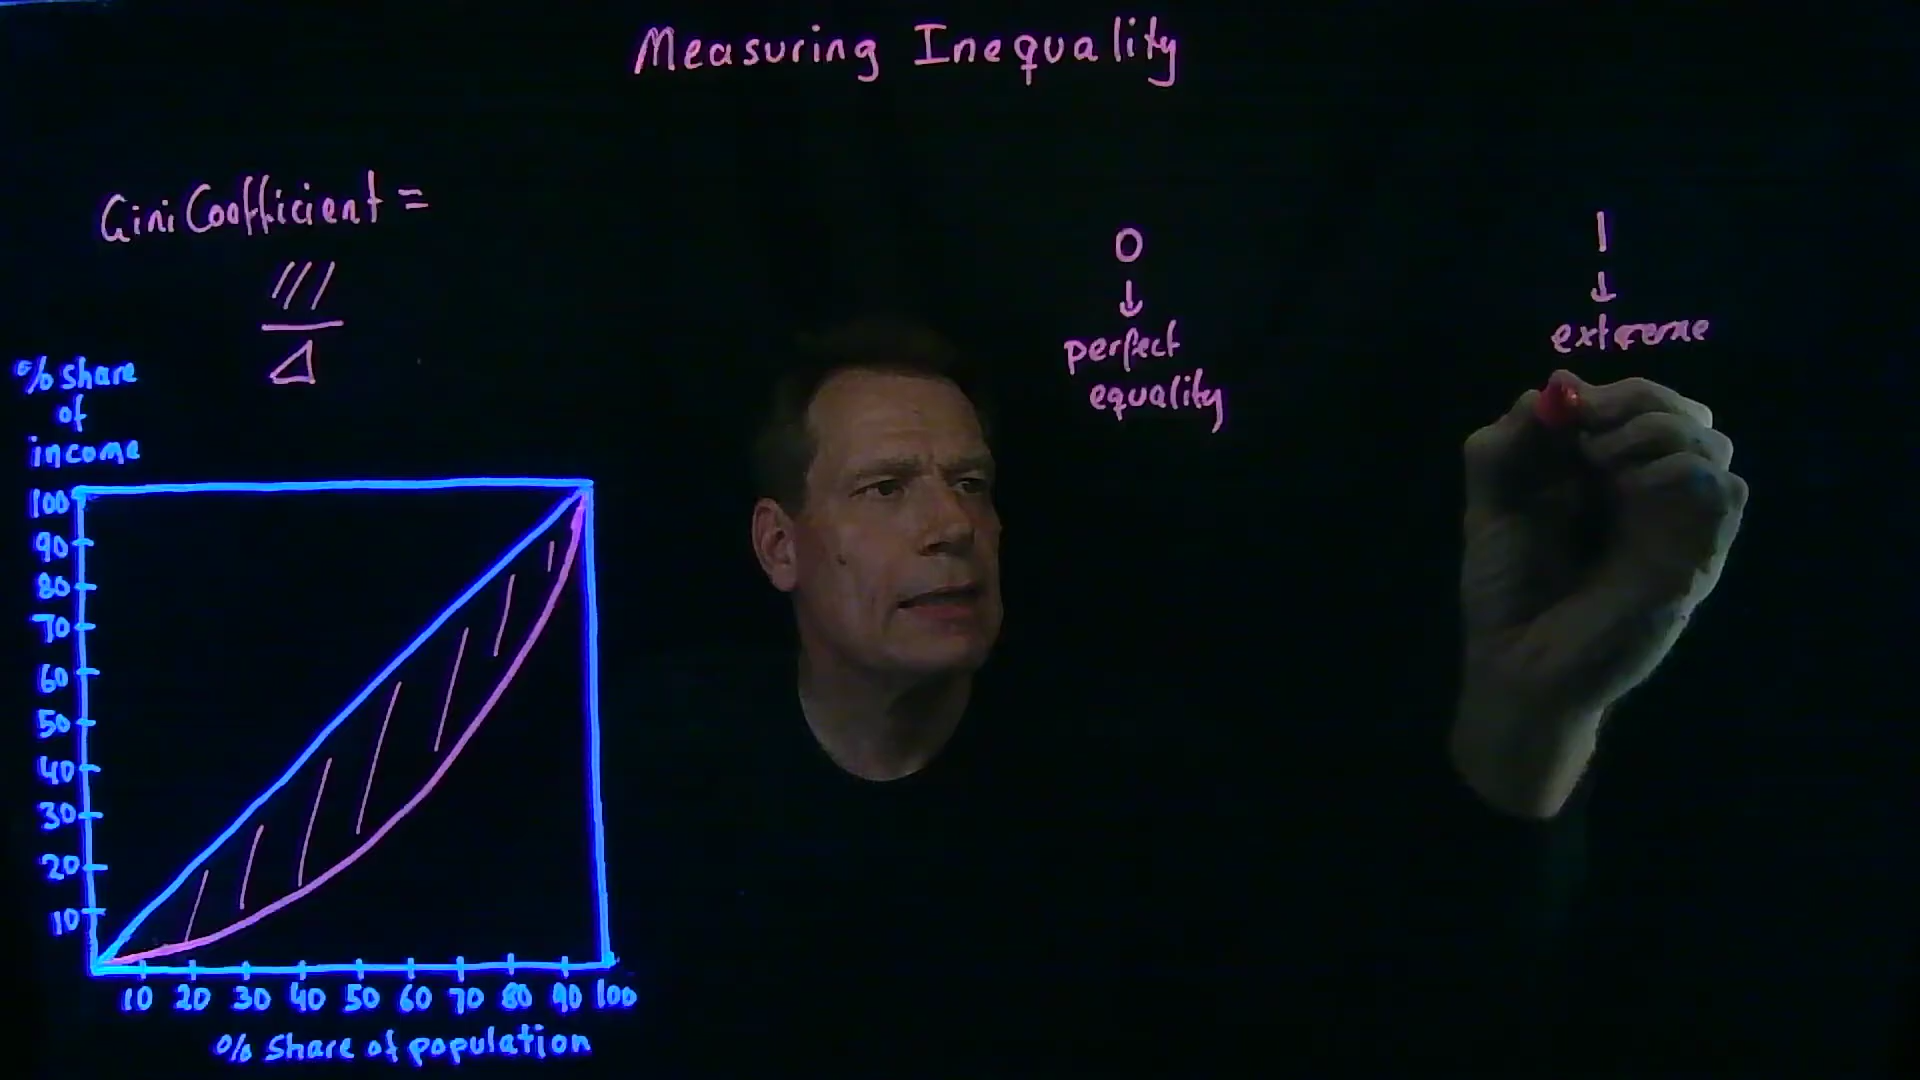 Measuring Inequality
Gini Coefficient =
0
↓
perfect
equality
1
↓
extreme
% share
of
income
100
90
80
70
60
50
40
30
20
10
10 20 30 40 50 60 70 80 90 100
% Share of population